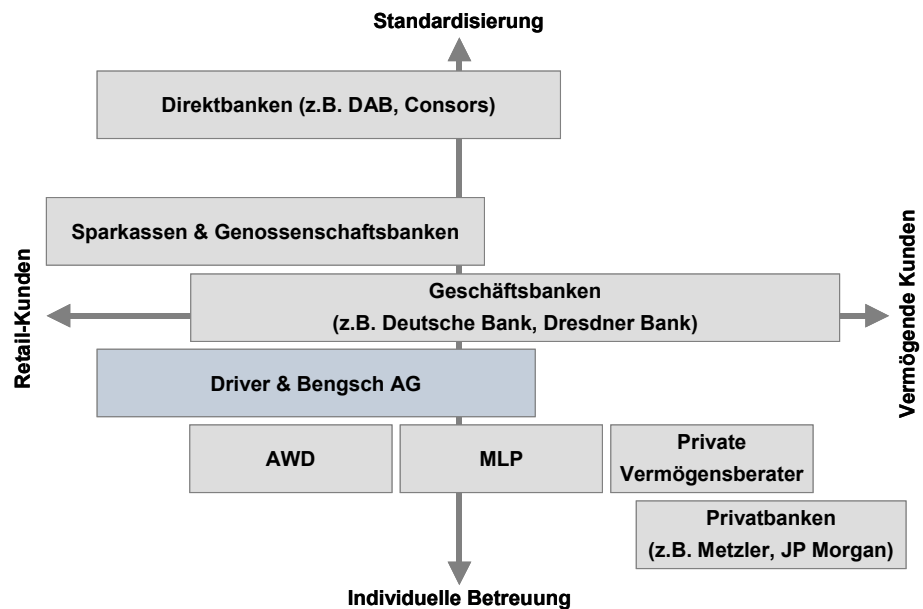 Standardisierung
Direktbanken (z.B. DAB, Consors)
Sparkassen & Genossenschaftsbanken
Retail-Kunden
Geschäftsbanken
(z.B. Deutsche Bank, Dresdner Bank)
Vermögende Kunden
Driver & Bengsch AG
AWD
MLP
Private
Vermögensberater
Privatbanken
(z.B. Metzler, JP Morgan)
Individuelle Betreuung